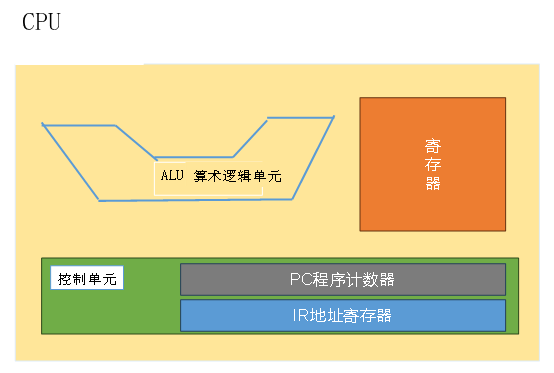 CPU
ALU 算术逻辑单元
寄
存
器
控制单元
PC程序计数器
IR地址寄存器